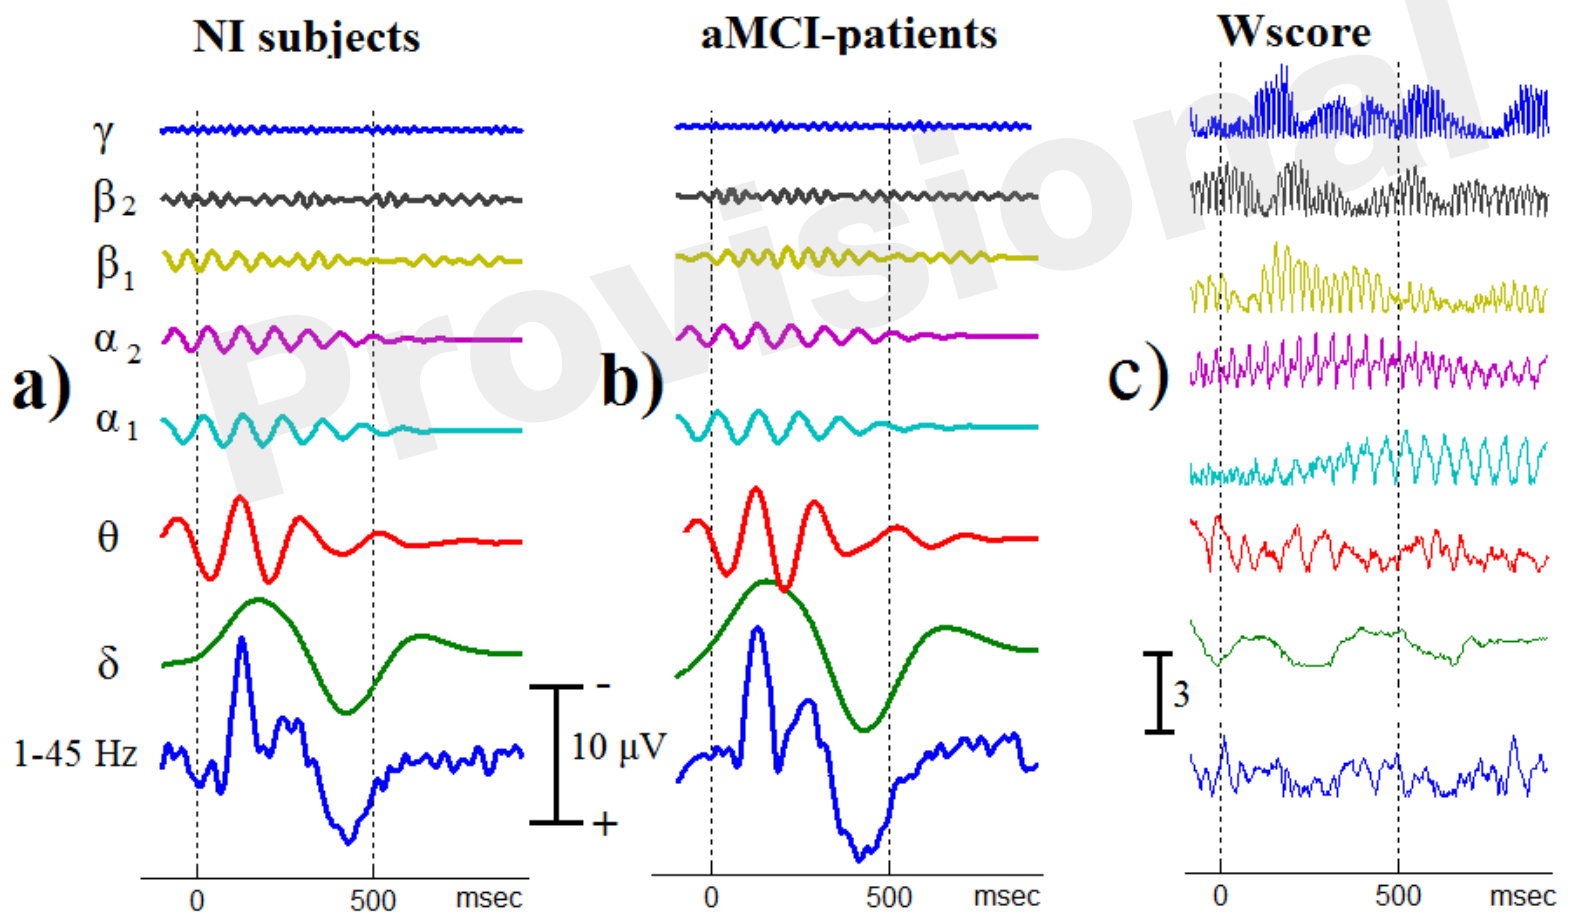 NI subjects aMCI-patients Wscore
γ
β2
β1
α2
a) b) c)
α1
θ
δ
3
-
1-45 Hz 10 μV
+
0 500 msec 0 500 msec 0 500 msec
Provisional